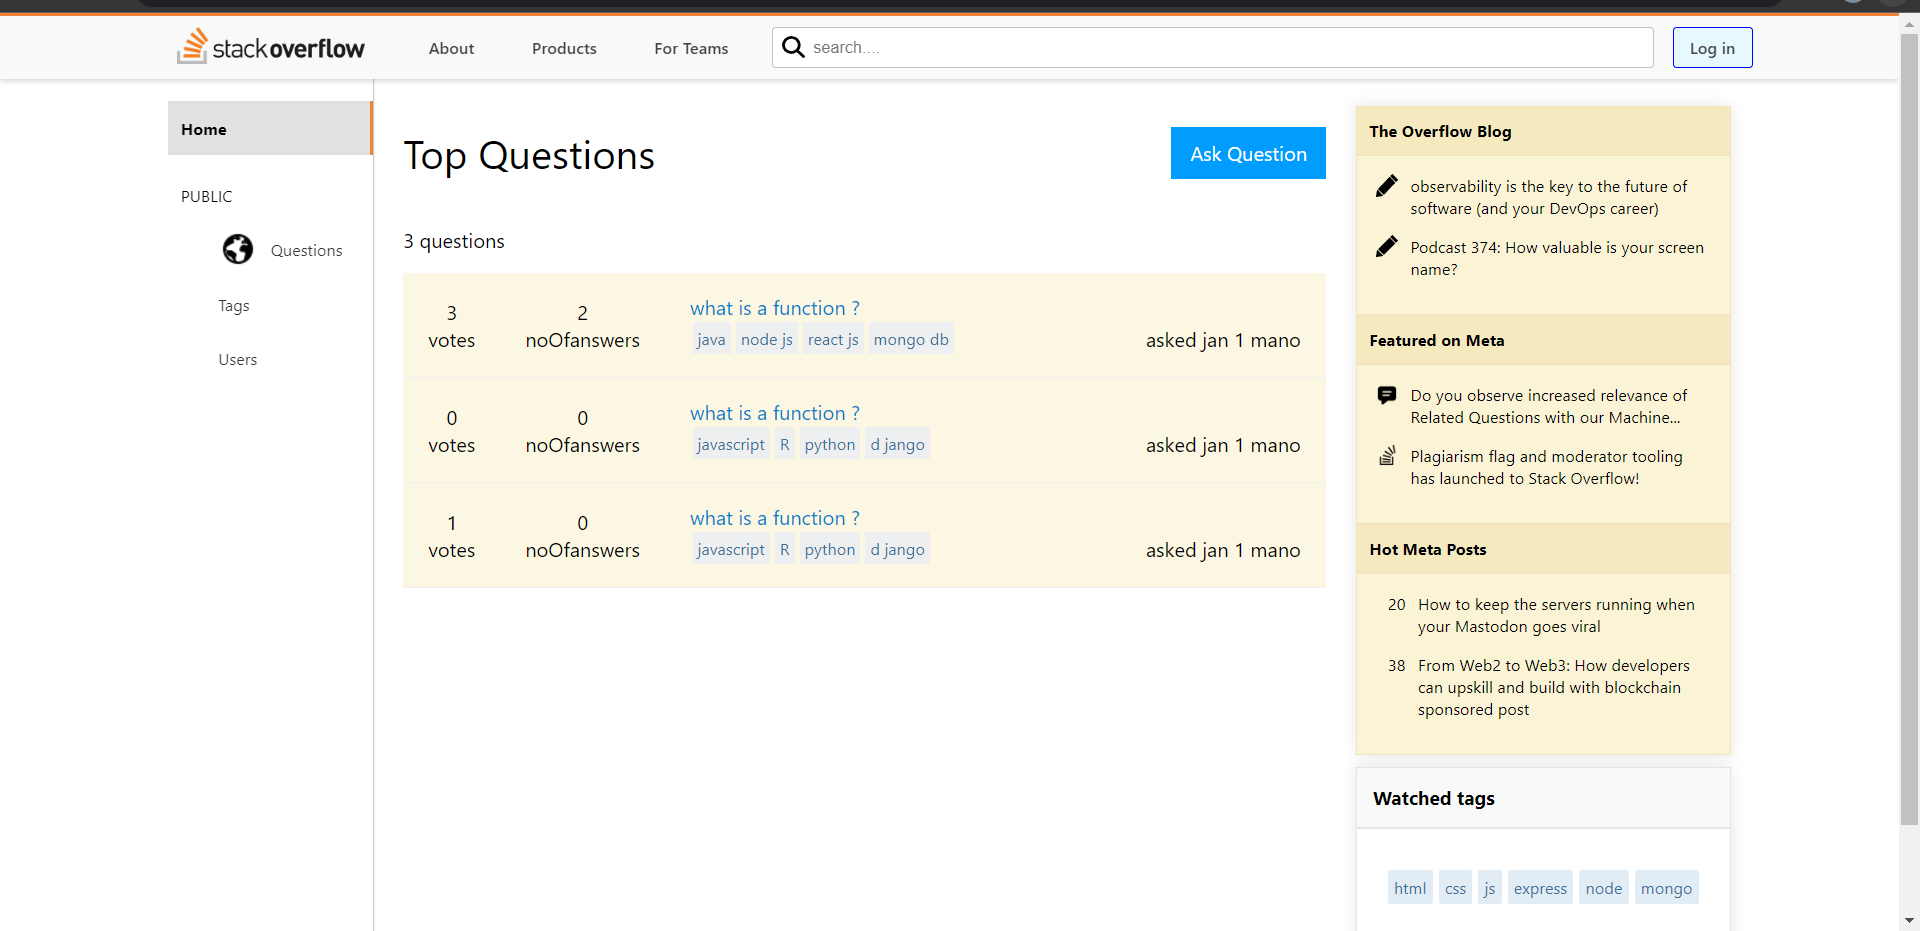 stackoverflow
About
Products
For Teams
search....
Log in
Home
PUBLIC
Questions
Tags
Users
Top Questions
Ask Question
3 questions
3
votes
2
noOfanswers
what is a function ?
java node js react js mongo db
asked jan 1 mano
0
votes
0
noOfanswers
what is a function ?
javascript R python d jango
asked jan 1 mano
1
votes
0
noOfanswers
what is a function ?
javascript R python d jango
asked jan 1 mano
The Overflow Blog
observability is the key to the future of
software (and your DevOps career)
Podcast 374: How valuable is your screen
name?
Featured on Meta
Do you observe increased relevance of
Related Questions with our Machine...
Plagiarism flag and moderator tooling
has launched to Stack Overflow!
Hot Meta Posts
20 How to keep the servers running when
your Mastodon goes viral
38 From Web2 to Web3: How developers
can upskill and build with blockchain
sponsored post
Watched tags
html css js express node mongo